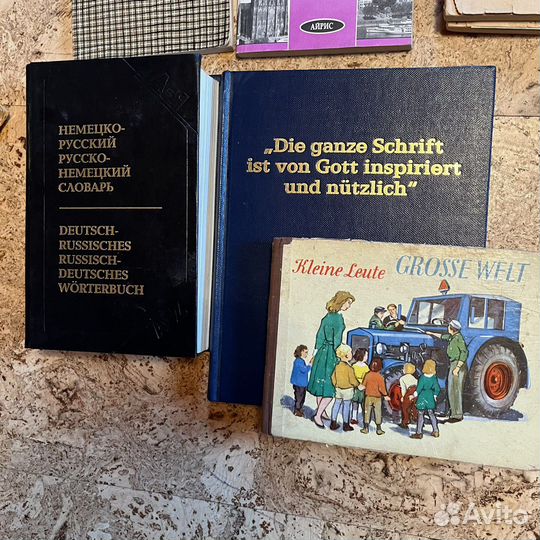 АЙРИС
НЕМЕЦКО-
РУССКИЙ
РУССКО-
НЕМЕЦКИЙ
СЛОВАРЬ
DEUTSCH-
RUSSISCHES
RUSSISCH-
DEUTSCHES
WÖRTERBUCH
„Die ganze Schrift
ist von Gott inspiriert
und nützlich“
Kleine Leute GROSSE WELT
Avito